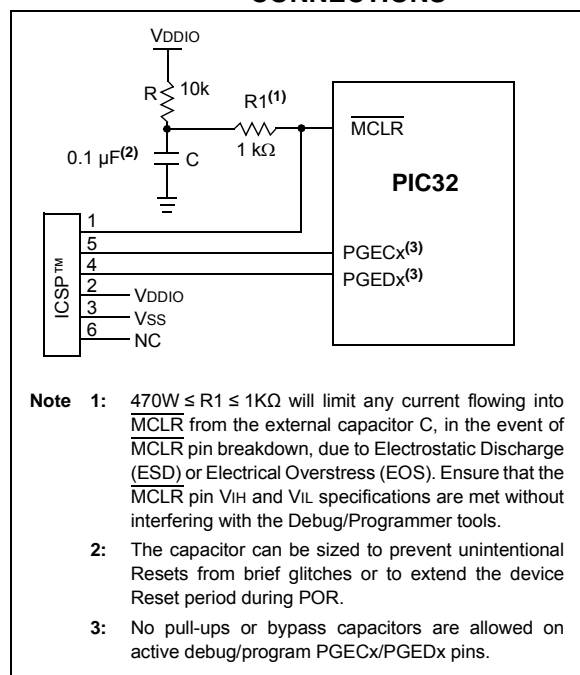 CONNECTIONS
VDDIO
R 10k
R1(1)
1 kΩ
0.1 µF(2) C
MCLR
PIC32
PGECx(3)
PGEDx(3)
ICSP™
1
5
4
2 VDDIO
3 VSS
6 NC
Note 1: 470W ≤ R1 ≤ 1KΩ will limit any current flowing into
MCLR from the external capacitor C, in the event of
MCLR pin breakdown, due to Electrostatic Discharge
(ESD) or Electrical Overstress (EOS). Ensure that the
MCLR pin VIH and VIL specifications are met without
interfering with the Debug/Programmer tools.
2: The capacitor can be sized to prevent unintentional
Resets from brief glitches or to extend the device
Reset period during POR.
3: No pull-ups or bypass capacitors are allowed on
active debug/program PGECx/PGEDx pins.